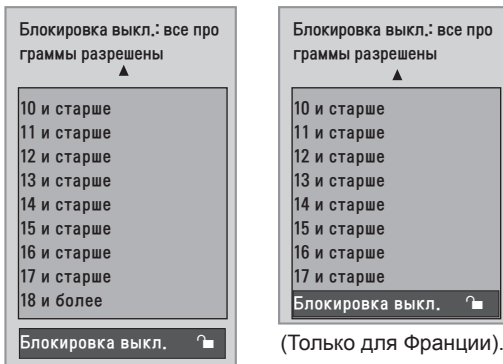 Блокировка выкл.: все про
граммы разрешены
10 и старше
11 и старше
12 и старше
13 и старше
14 и старше
15 и старше
16 и старше
17 и старше
18 и более
Блокировка выкл.
Блокировка выкл.: все про
граммы разрешены
10 и старше
11 и старше
12 и старше
13 и старше
14 и старше
15 и старше
16 и старше
17 и старше
Блокировка выкл.
(Только для Франции).